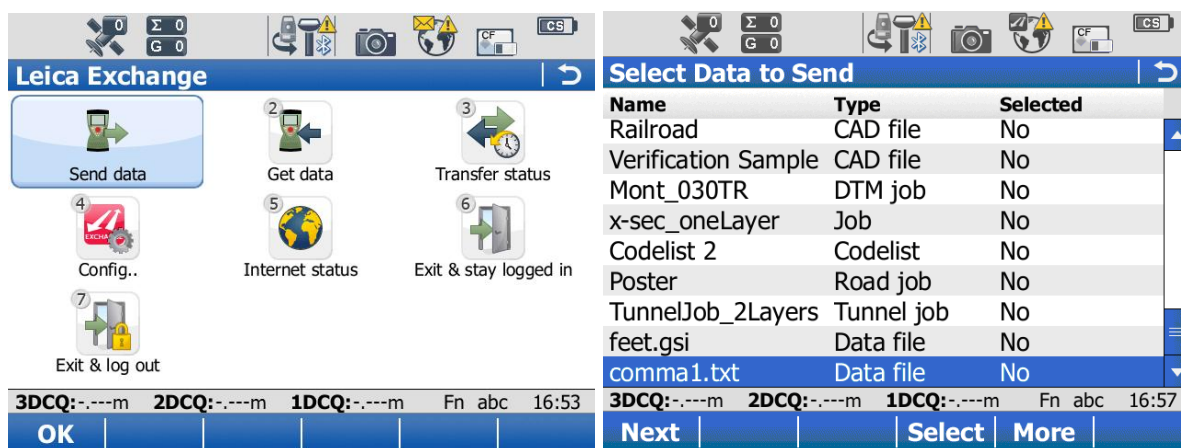 0 Σ 0
G 0
CF
CS
Leica Exchange
Send data
2
Get data
3
Transfer status
4
EXCHANGE
Config..
5
Internet status
6
Exit & stay logged in
7
Exit & log out
3DCQ:-.---m 2DCQ:-.---m 1DCQ:-.---m Fn abc 16:53
OK
0 Σ 0
G 0
CF
CS
Select Data to Send
Name Type Selected
Railroad CAD file No
Verification Sample CAD file No
Mont_030TR DTM job No
x-sec_oneLayer Job No
Codelist 2 Codelist No
Poster Road job No
TunnelJob_2Layers Tunnel job No
feet.gsi Data file No
comma1.txt Data file No
3DCQ:-.---m 2DCQ:-.---m 1DCQ:-.---m Fn abc 16:57
Next Select More